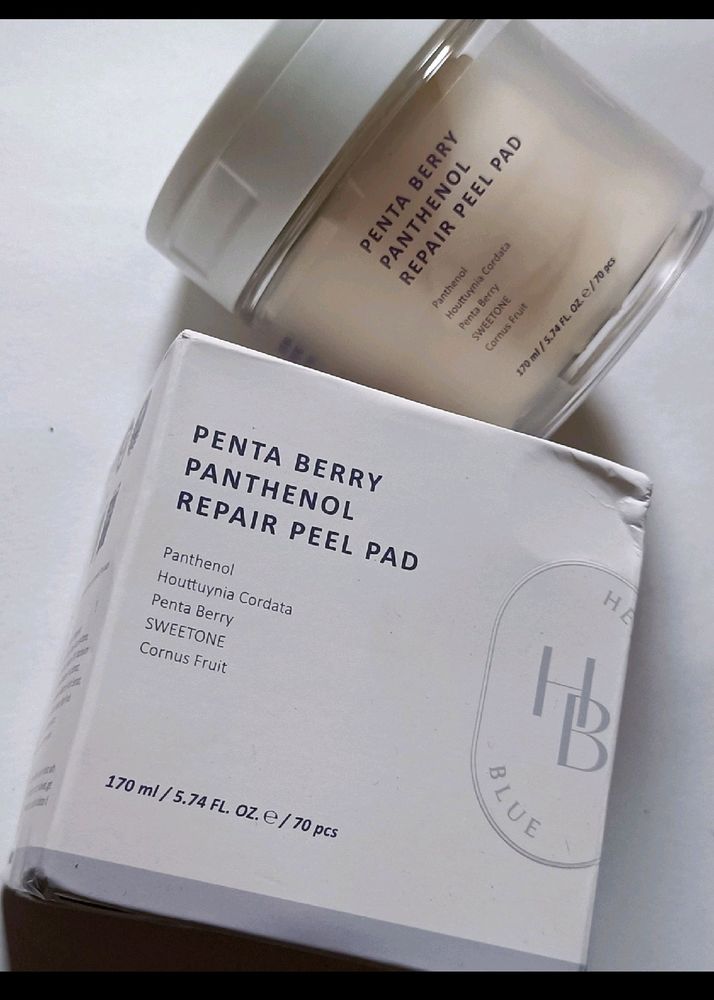 PENTA BERRY
PANTHENOL
REPAIR PEEL PAD
Panthenol
Houttuynia Cordata
Penta Berry
SWEETONE
Cornus Fruit
170 ml / 5.74 FL. OZ. ℮ / 70 pcs
PENTA BERRY
PANTHENOL
REPAIR PEEL PAD
Panthenol
Houttuynia Cordata
Penta Berry
SWEETONE
Cornus Fruit
170 ml / 5.74 FL. OZ. ℮ / 70 pcs
HB
BLUE